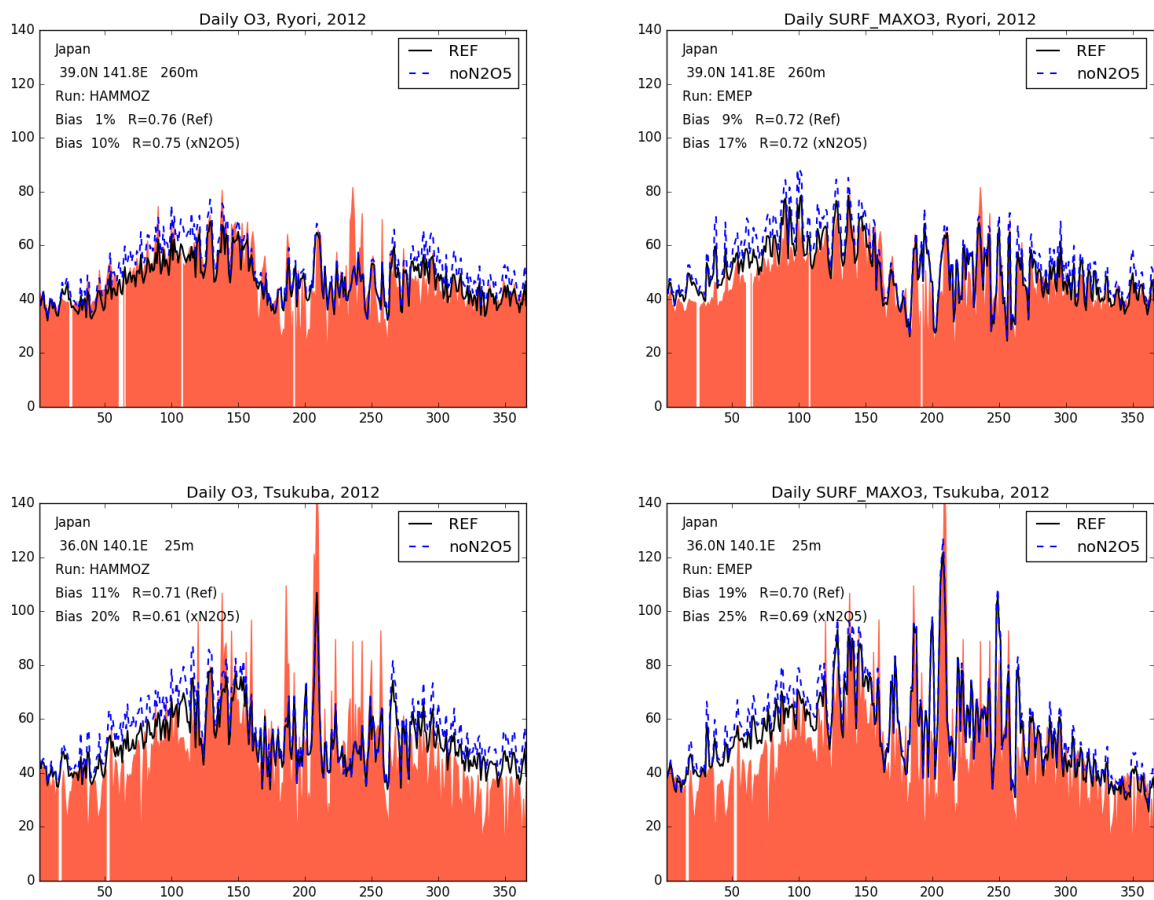 Daily O3, Ryori, 2012
140
120
100
80
60
40
20
0
Japan
39.0N 141.8E 260m
Run: HAMMOZ
Bias 1% R=0.76 (Ref)
Bias 10% R=0.75 (xN2O5)
REF
noN2O5
50 100 150 200 250 300 350
Daily SURF_MAXO3, Ryori, 2012
140
120
100
80
60
40
20
0
Japan
39.0N 141.8E 260m
Run: EMEP
Bias 9% R=0.72 (Ref)
Bias 17% R=0.72 (xN2O5)
REF
noN2O5
50 100 150 200 250 300 350
Daily O3, Tsukuba, 2012
140
120
100
80
60
40
20
0
Japan
36.0N 140.1E 25m
Run: HAMMOZ
Bias 11% R=0.71 (Ref)
Bias 20% R=0.61 (xN2O5)
REF
noN2O5
50 100 150 200 250 300 350
Daily SURF_MAXO3, Tsukuba, 2012
140
120
100
80
60
40
20
0
Japan
36.0N 140.1E 25m
Run: EMEP
Bias 19% R=0.70 (Ref)
Bias 25% R=0.69 (xN2O5)
REF
noN2O5
50 100 150 200 250 300 350